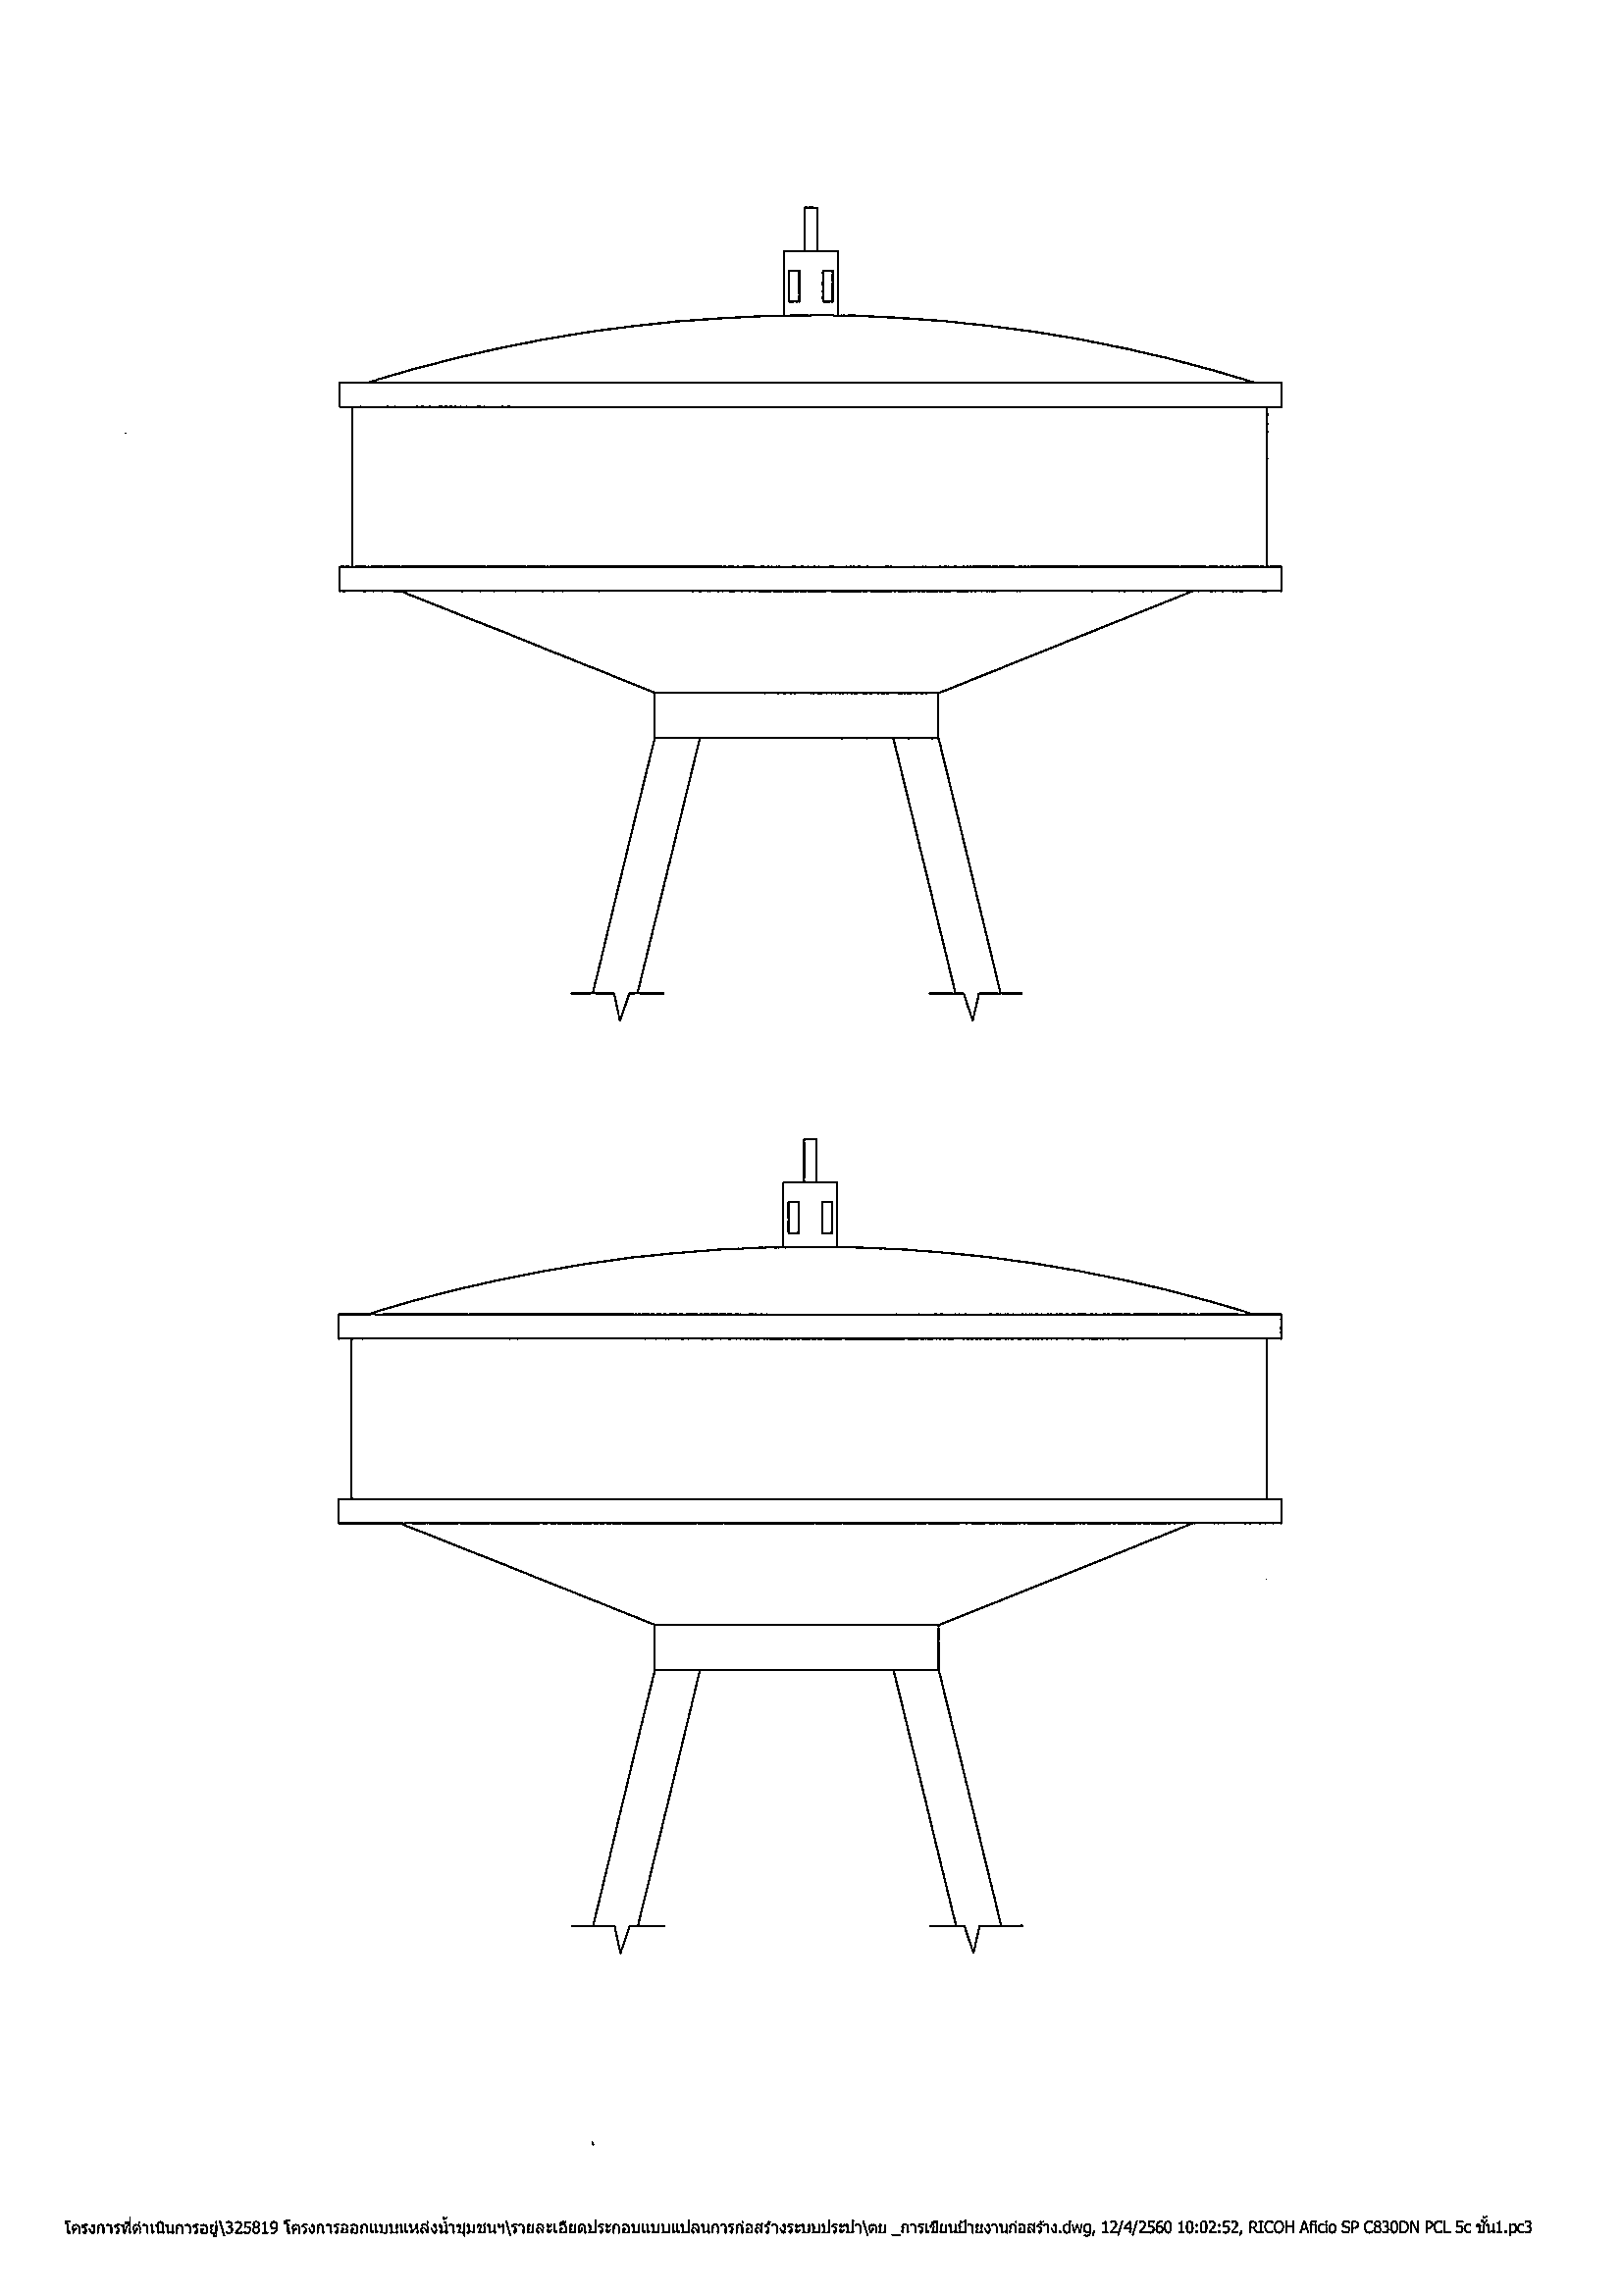 โครงการที่ดำเนินการอยู่\325819 โครงการออกแบบแหล่งน้ำชุมชนฯ\รายละเอียดประกอบแบบแปลนการก่อสร้างระบบประปา\ตย _การเขียนป้ายงานก่อสร้าง.dwg, 12/4/2560 10:02:52, RICOH Aficio SP C830DN PCL 5c ชั้น1.pc3